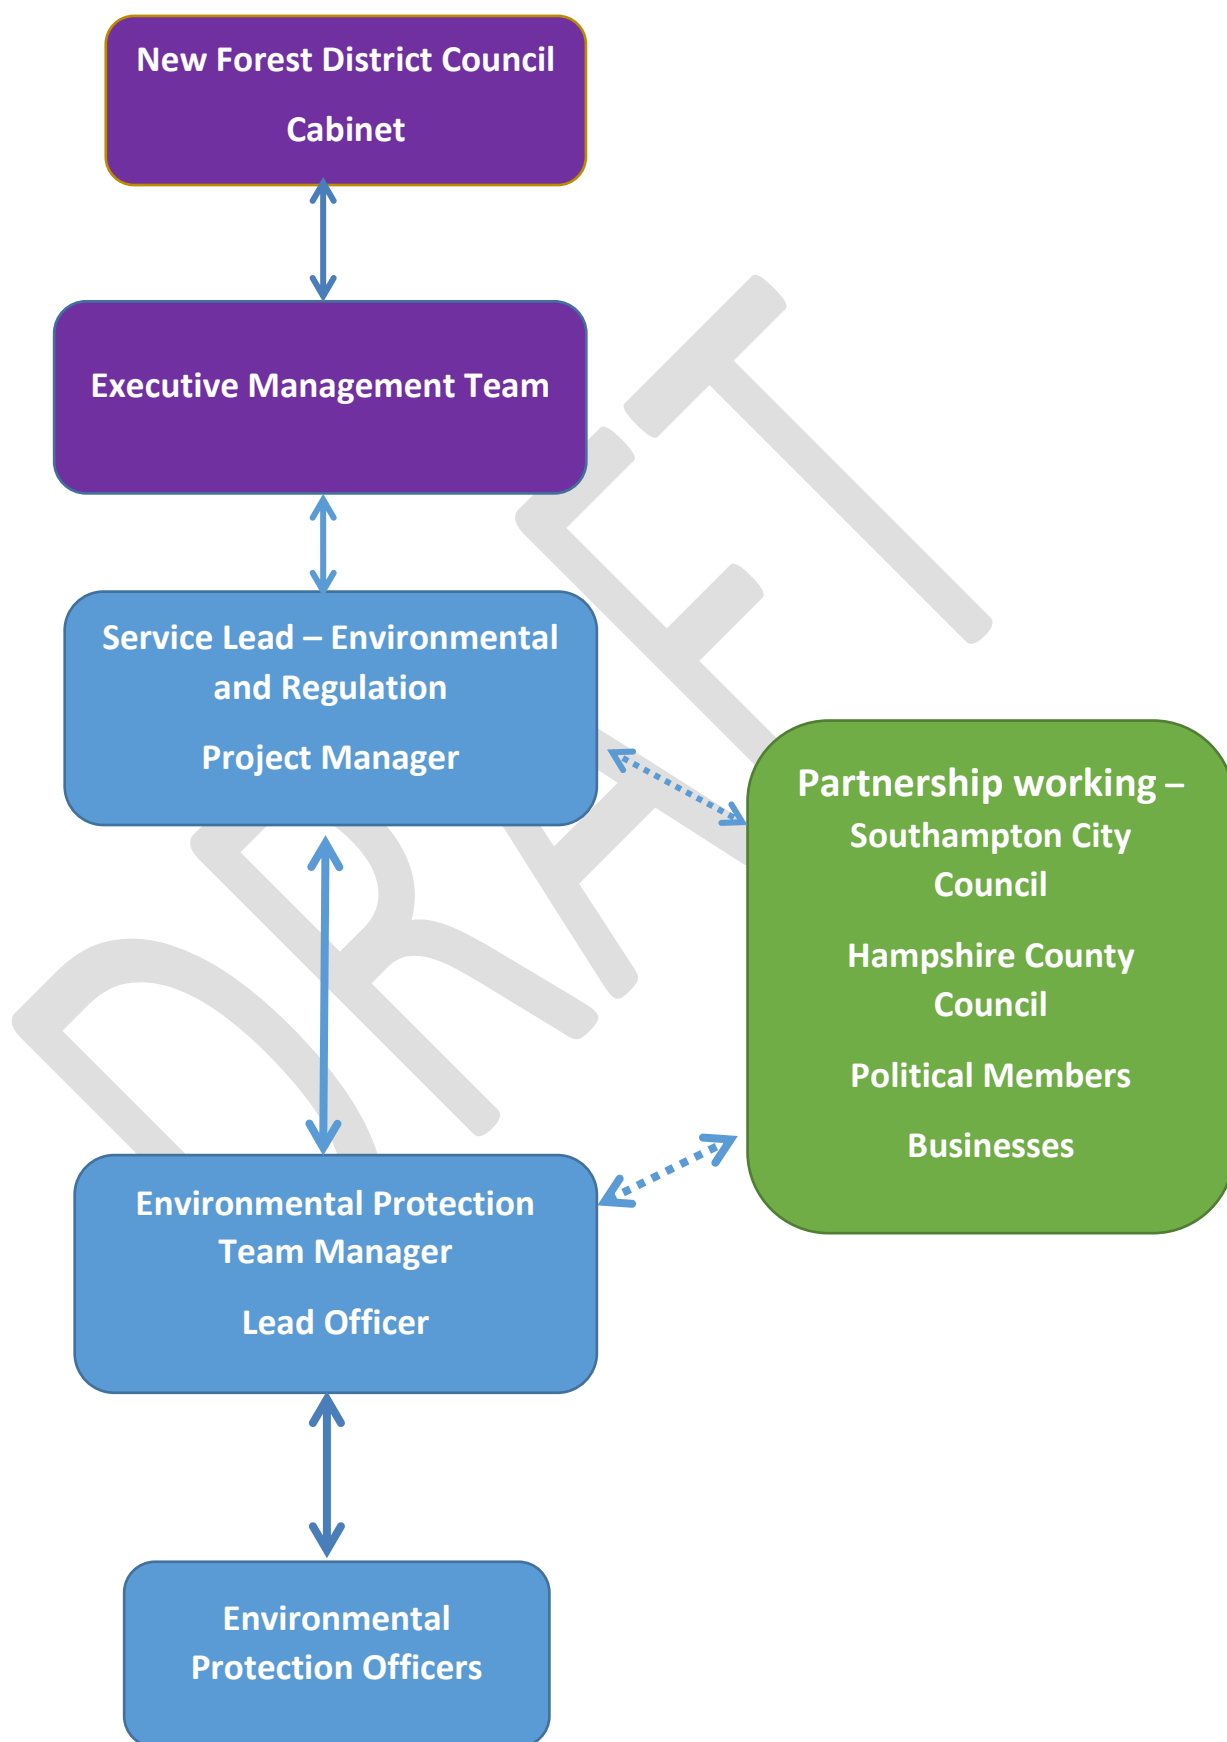 New Forest District Council
Cabinet
Executive Management Team
Service Lead – Environmental
and Regulation
Project Manager
Partnership working –
Southampton City
Council
Hampshire County
Council
Political Members
Businesses
Environmental Protection
Team Manager
Lead Officer
Environmental
Protection Officers
DRAFT